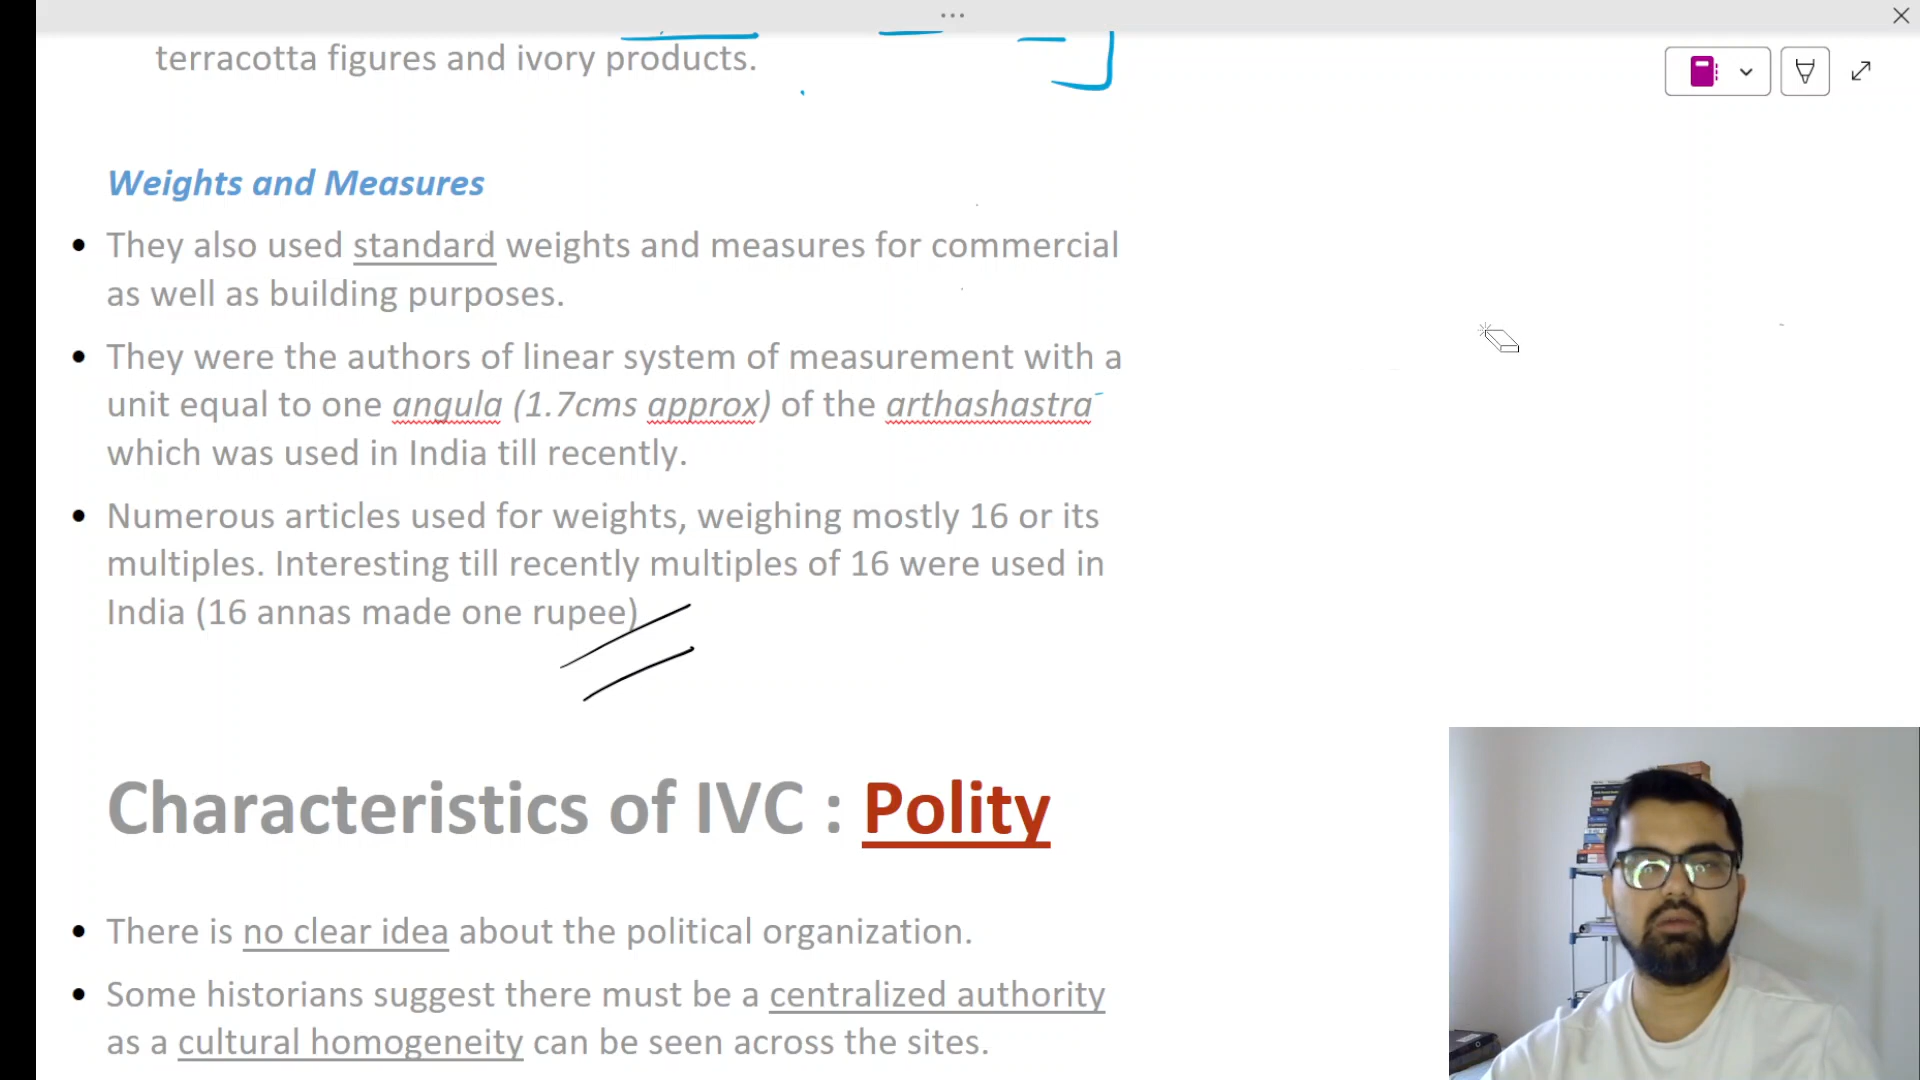 terracotta figures and ivory products.
Weights and Measures
• They also used standard weights and measures for commercial
as well as building purposes.
• They were the authors of linear system of measurement with a
unit equal to one angula (1.7cms approx) of the arthashastra
which was used in India till recently.
• Numerous articles used for weights, weighing mostly 16 or its
multiples. Interesting till recently multiples of 16 were used in
India (16 annas made one rupee)
Characteristics of IVC : Polity
• There is no clear idea about the political organization.
• Some historians suggest there must be a centralized authority
as a cultural homogeneity can be seen across the sites.